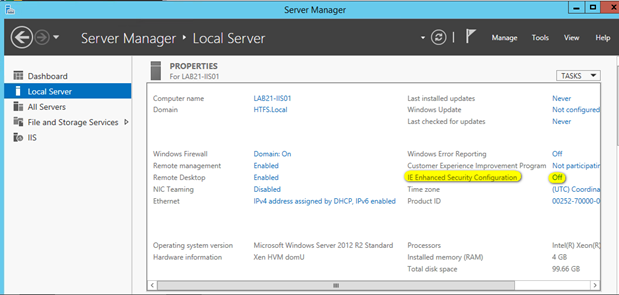 Server Manager
Server Manager ▸ Local Server
Manage Tools View Help
Dashboard
Local Server
All Servers
File and Storage Services
IIS
PROPERTIES
For LAB21-IIS01
TASKS
Computer name LAB21-IIS01 Last installed updates Never
Domain HTFS.Local Windows Update Not configured
Last checked for updates Never
Windows Firewall Domain: On Windows Error Reporting Off
Remote management Enabled Customer Experience Improvement Program Not participatin
Remote Desktop Enabled IE Enhanced Security Configuration Off
NIC Teaming Disabled Time zone (UTC) Coordina
Ethernet IPv4 address assigned by DHCP, IPv6 enabled Product ID 00252-70000-0
Operating system version Microsoft Windows Server 2012 R2 Standard Processors Intel(R) Xeon(R)
Hardware information Xen HVM domU Installed memory (RAM) 4 GB
Total disk space 99.66 GB